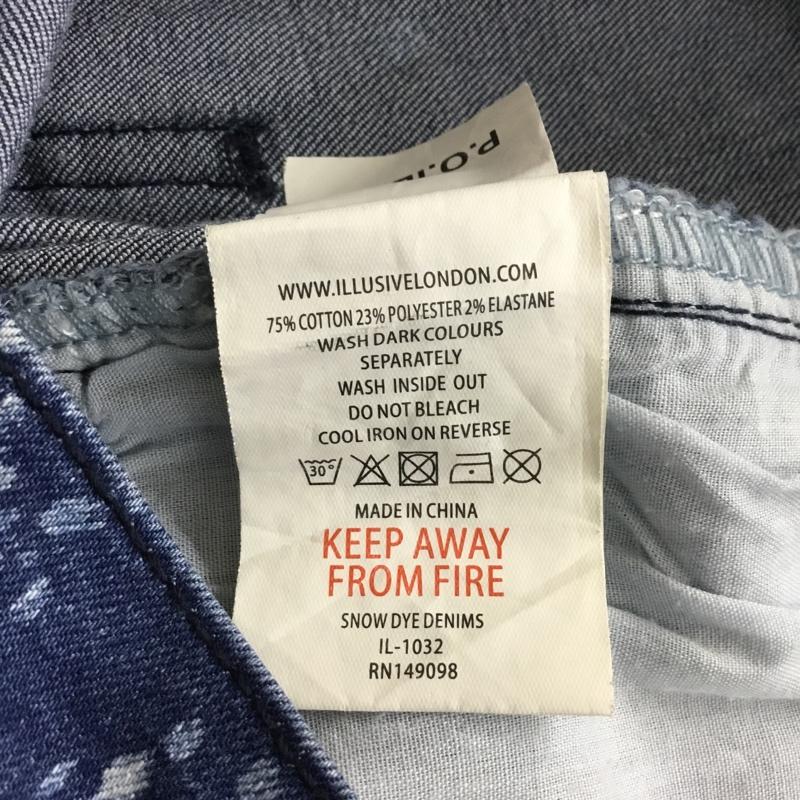 P.O.
WWW.ILLUSIVELONDON.COM
75% COTTON 23% POLYESTER 2% ELASTANE
WASH DARK COLOURS
SEPARATELY
WASH INSIDE OUT
DO NOT BLEACH
COOL IRON ON REVERSE
30°
MADE IN CHINA
KEEP AWAY
FROM FIRE
SNOW DYE DENIMS
IL-1032
RN149098